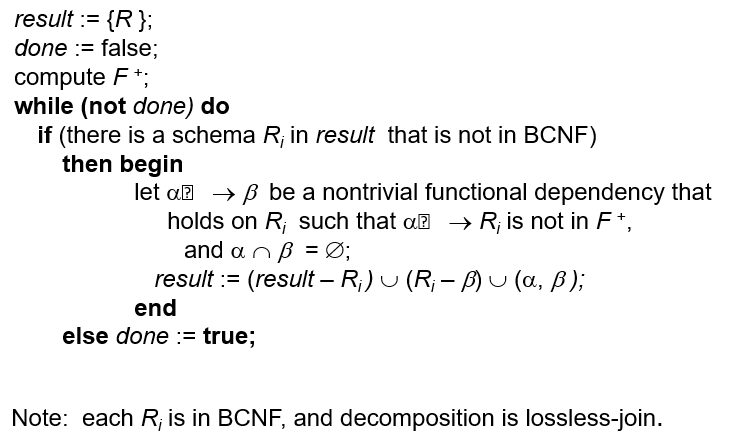 result := {R };
done := false;
compute F +;
while (not done) do
if (there is a schema Ri in result that is not in BCNF)
then begin
let α⍰ → β be a nontrivial functional dependency that
holds on Ri such that α⍰ → Ri is not in F +,
and α ∩ β = ∅;
result := (result – Ri ) ∪ (Ri – β) ∪ (α, β );
end
else done := true;
Note: each Ri is in BCNF, and decomposition is lossless-join.